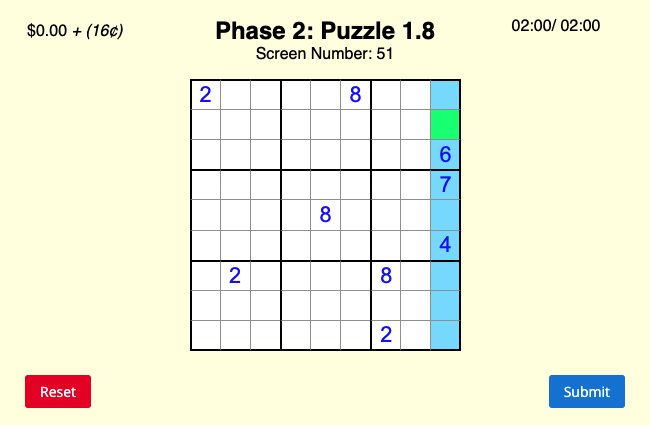 $0.00 + (16¢)
Phase 2: Puzzle 1.8
Screen Number: 51
02:00/ 02:00
2 8
6
7
8
4
2 8
2
Reset
Submit